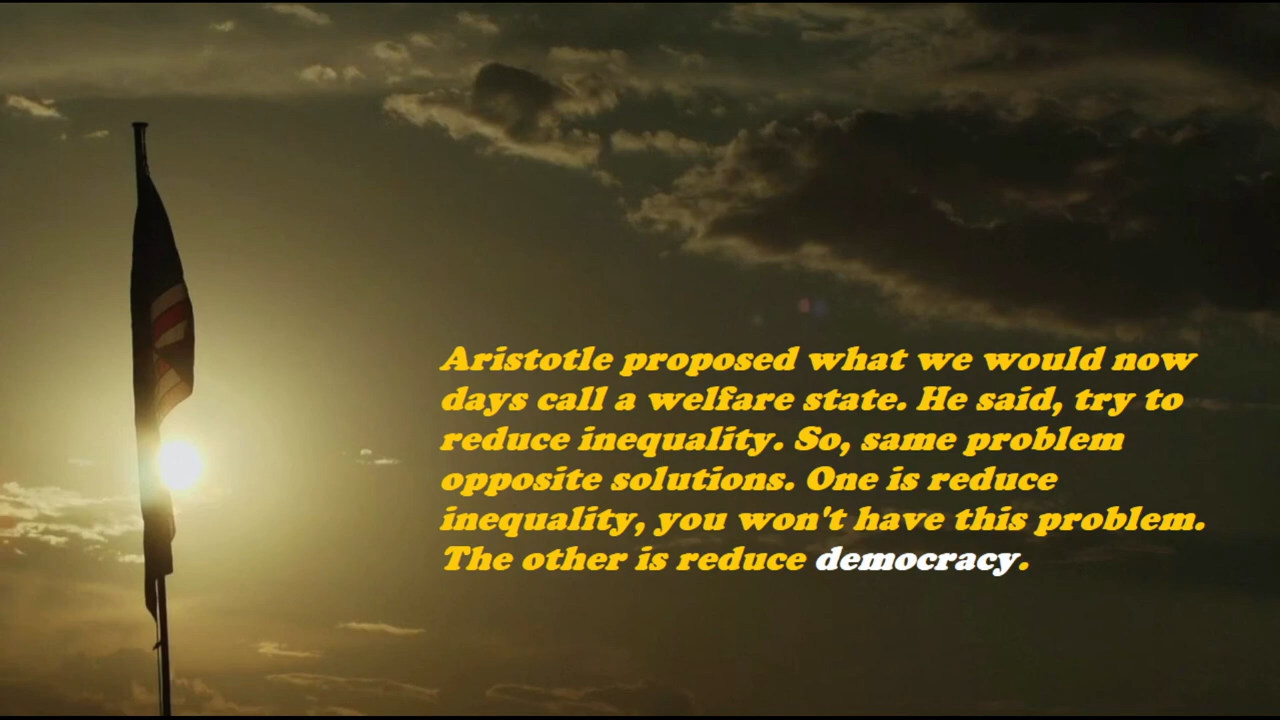 Aristotle proposed what we would now
days call a welfare state. He said, try to
reduce inequality. So, same problem
opposite solutions. One is reduce
inequality, you won't have this problem.
The other is reduce democracy.